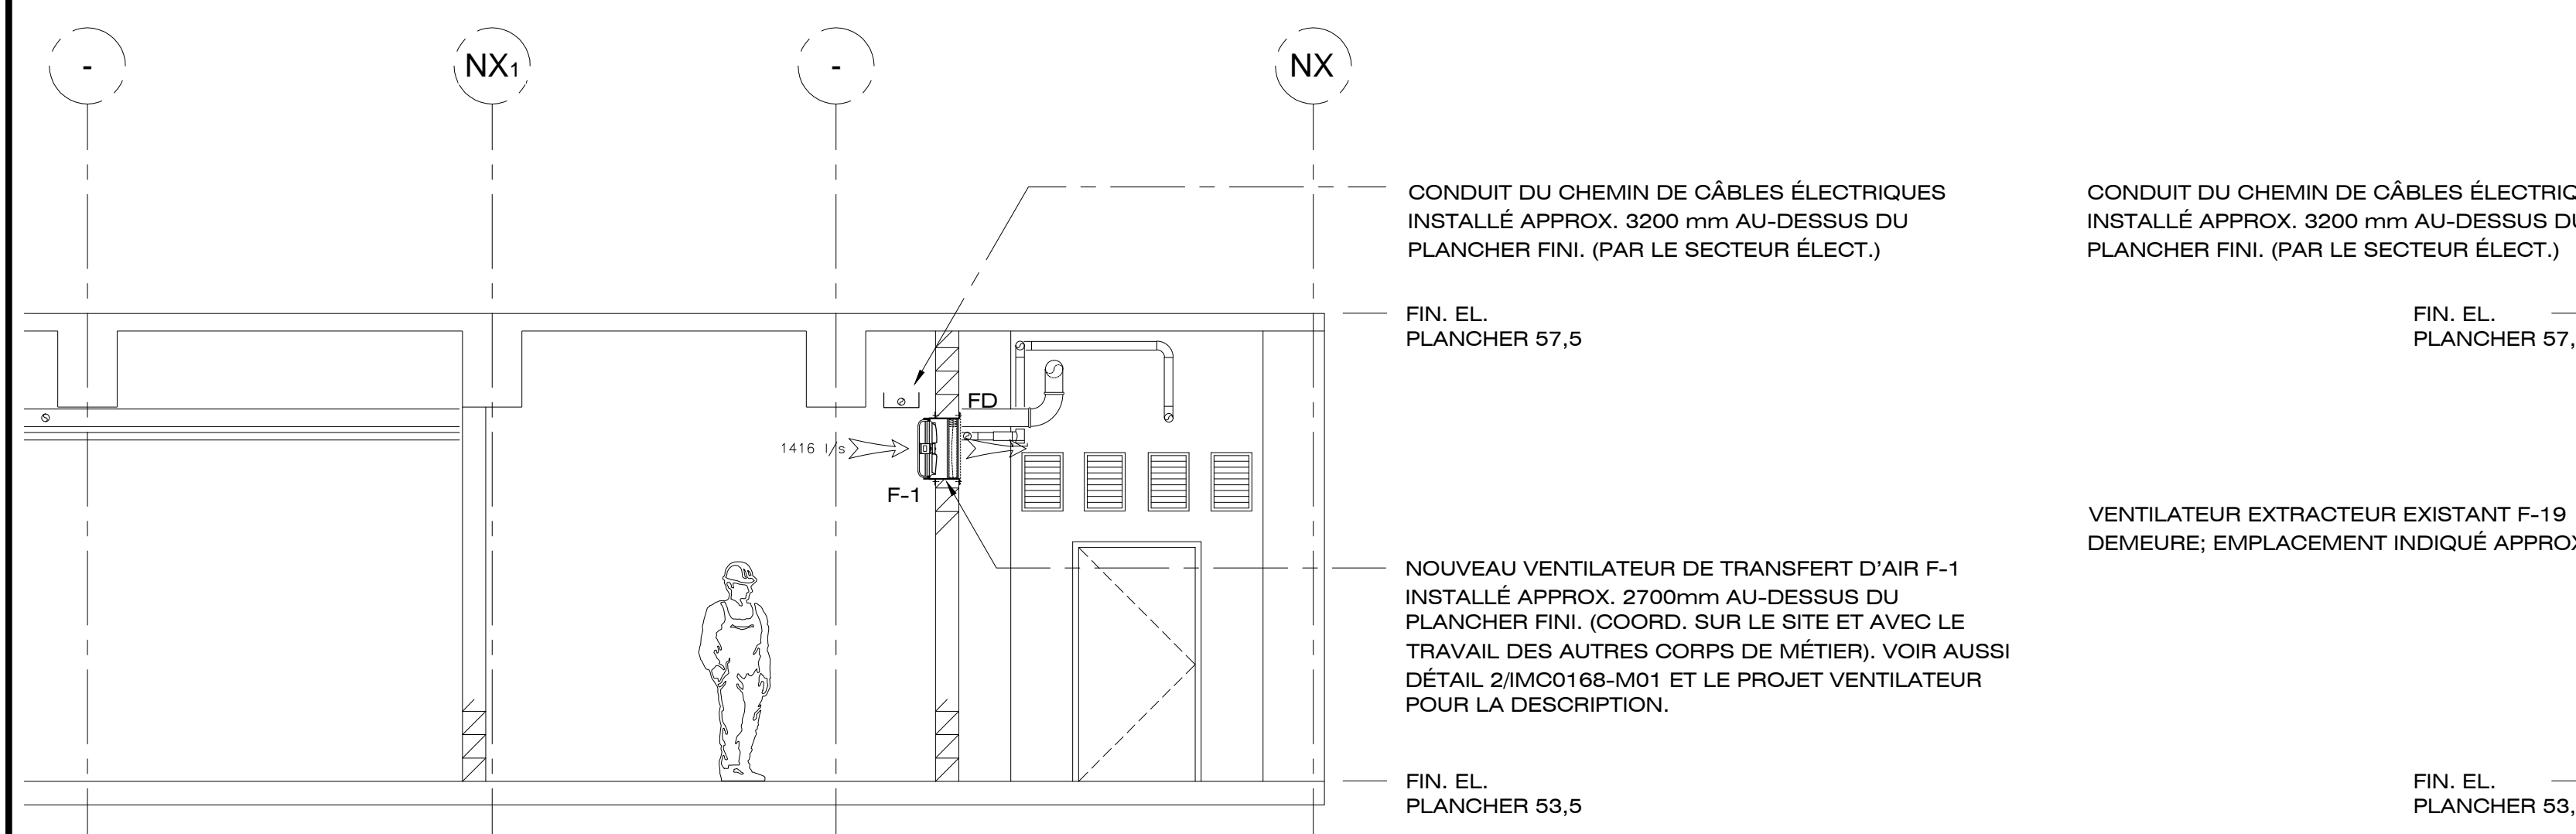 -
NX1
-
NX
CONDUIT DU CHEMIN DE CÂBLES ÉLECTRIQUES
INSTALLÉ APPROX. 3200 mm AU-DESSUS DU
PLANCHER FINI. (PAR LE SECTEUR ÉLECT.)
FIN. EL.
PLANCHER 57,5
FD
1416 l/s
F-1
NOUVEAU VENTILATEUR DE TRANSFERT D'AIR F-1
INSTALLÉ APPROX. 2700mm AU-DESSUS DU
PLANCHER FINI. (COORD. SUR LE SITE ET AVEC LE
TRAVAIL DES AUTRES CORPS DE MÉTIER). VOIR AUSSI
DÉTAIL 2/IMC0168-M01 ET LE PROJET VENTILATEUR
POUR LA DESCRIPTION.
FIN. EL.
PLANCHER 53,5
CONDUIT DU CHEMIN DE CÂBLES ÉLECTRIQ
INSTALLÉ APPROX. 3200 mm AU-DESSUS DU
PLANCHER FINI. (PAR LE SECTEUR ÉLECT.)
FIN. EL.
PLANCHER 57,
VENTILATEUR EXTRACTEUR EXISTANT F-19
DEMEURE; EMPLACEMENT INDIQUÉ APPROX
FIN. EL.
PLANCHER 53,